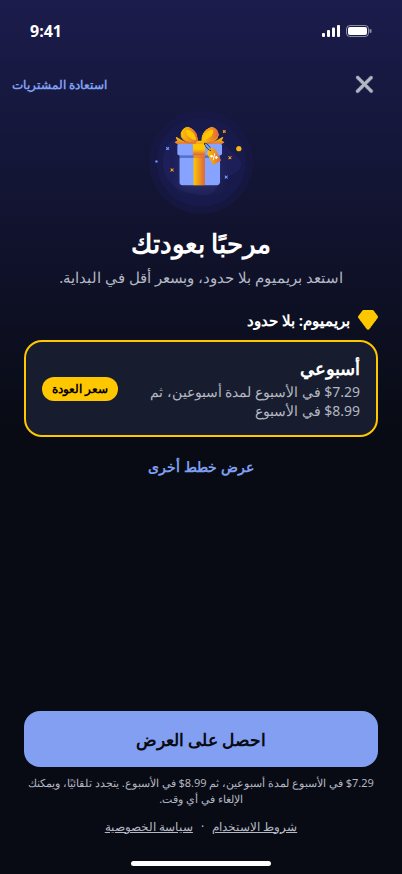 9:41
استعادة المشتريات
مرحبًا بعودتك
استعد بريميوم بلا حدود، وبسعر أقل في البداية.
بريميوم: بلا حدود
أسبوعي
$7.29 في الأسبوع لمدة أسبوعين، ثم
$8.99 في الأسبوع
سعر العودة
عرض خطط أخرى
احصل على العرض
$7.29 في الأسبوع لمدة أسبوعين، ثم $8.99 في الأسبوع. يتجدد تلقائيًا، ويمكنك
الإلغاء في أي وقت.
شروط الاستخدام · سياسة الخصوصية